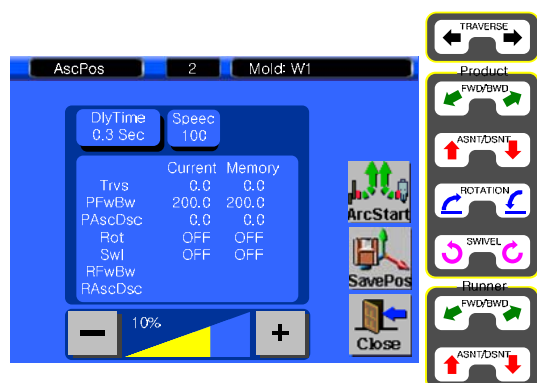 AscPos 2 Mold: W1
DlyTime Speec
0.3 Sec 100
Current Memory
Trvs 0.0 0.0
PFwBw 200.0 200.0
PAscDsc 0.0 0.0
Rot OFF OFF
Swl OFF OFF
RFwBw
RAscDsc
10%
ArcStart
SavePos
Close
TRAVERSE
Product
FWD/BWD
ASNT/DSNT
ROTATION
SWIVEL
Runner
FWD/BWD
ASNT/DSNT